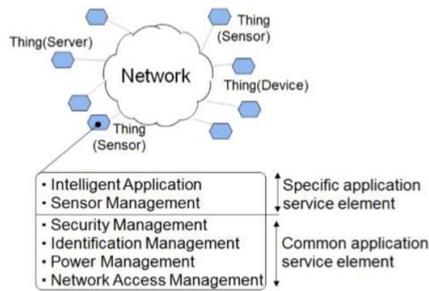 Thing
(Sensor)
Thing(Server)
Network
Thing(Device)
Thing
(Sensor)
· Intelligent Application
· Sensor Management
Specific application
service element
· Security Management
· Identification Management
· Power Management
· Network Access Management
Common application
service element